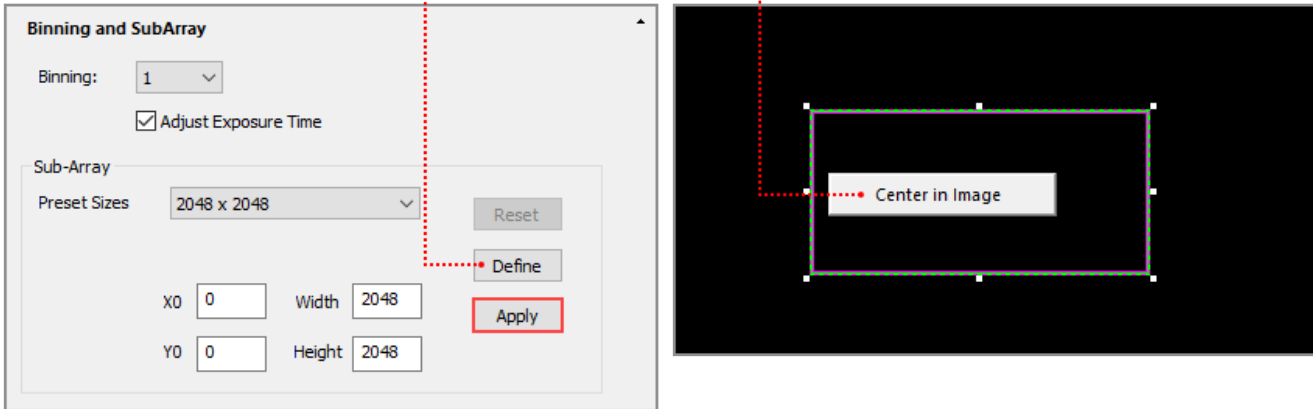 Binning and SubArray
Binning: 1
Adjust Exposure Time
Sub-Array
Preset Sizes 2048 x 2048
Reset
Define
X0 0 Width 2048
Apply
Y0 0 Height 2048
Center in Image